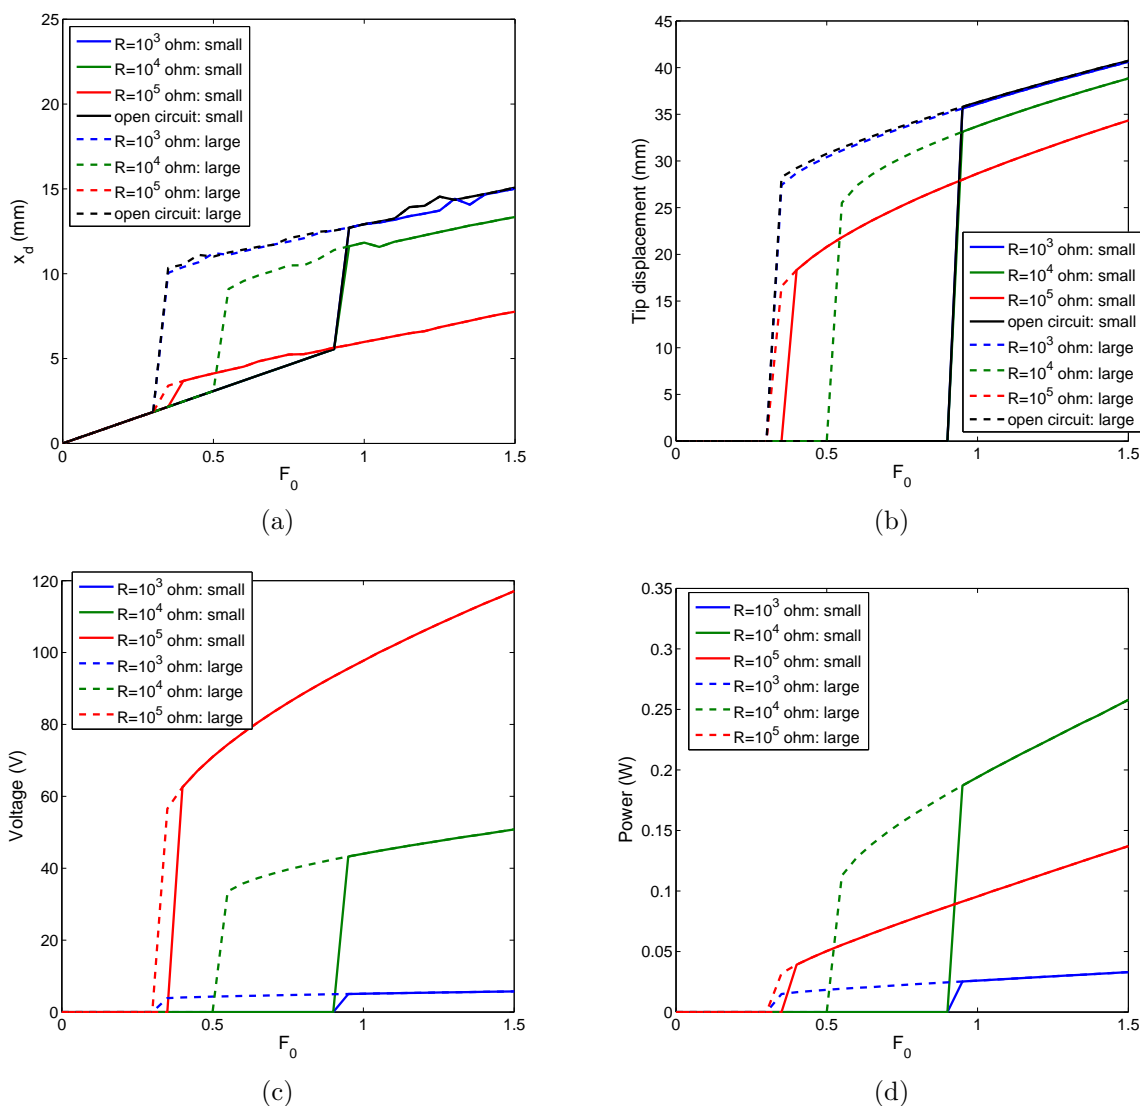 25
20
15
10
5
0
0
0.5
1
1.5
x_d (mm)
F_0
R=10^3 ohm: small
R=10^4 ohm: small
R=10^5 ohm: small
open circuit: small
R=10^3 ohm: large
R=10^4 ohm: large
R=10^5 ohm: large
open circuit: large
(a)
45
40
35
30
25
20
15
10
5
0
0
0.5
1
1.5
Tip displacement (mm)
F_0
R=10^3 ohm: small
R=10^4 ohm: small
R=10^5 ohm: small
open circuit: small
R=10^3 ohm: large
R=10^4 ohm: large
R=10^5 ohm: large
open circuit: large
(b)
120
100
80
60
40
20
0
0
0.5
1
1.5
Voltage (V)
F_0
R=10^3 ohm: small
R=10^4 ohm: small
R=10^5 ohm: small
R=10^3 ohm: large
R=10^4 ohm: large
R=10^5 ohm: large
(c)
0.35
0.3
0.25
0.2
0.15
0.1
0.05
0
0
0.5
1
1.5
Power (W)
F_0
R=10^3 ohm: small
R=10^4 ohm: small
R=10^5 ohm: small
R=10^3 ohm: large
R=10^4 ohm: large
R=10^5 ohm: large
(d)